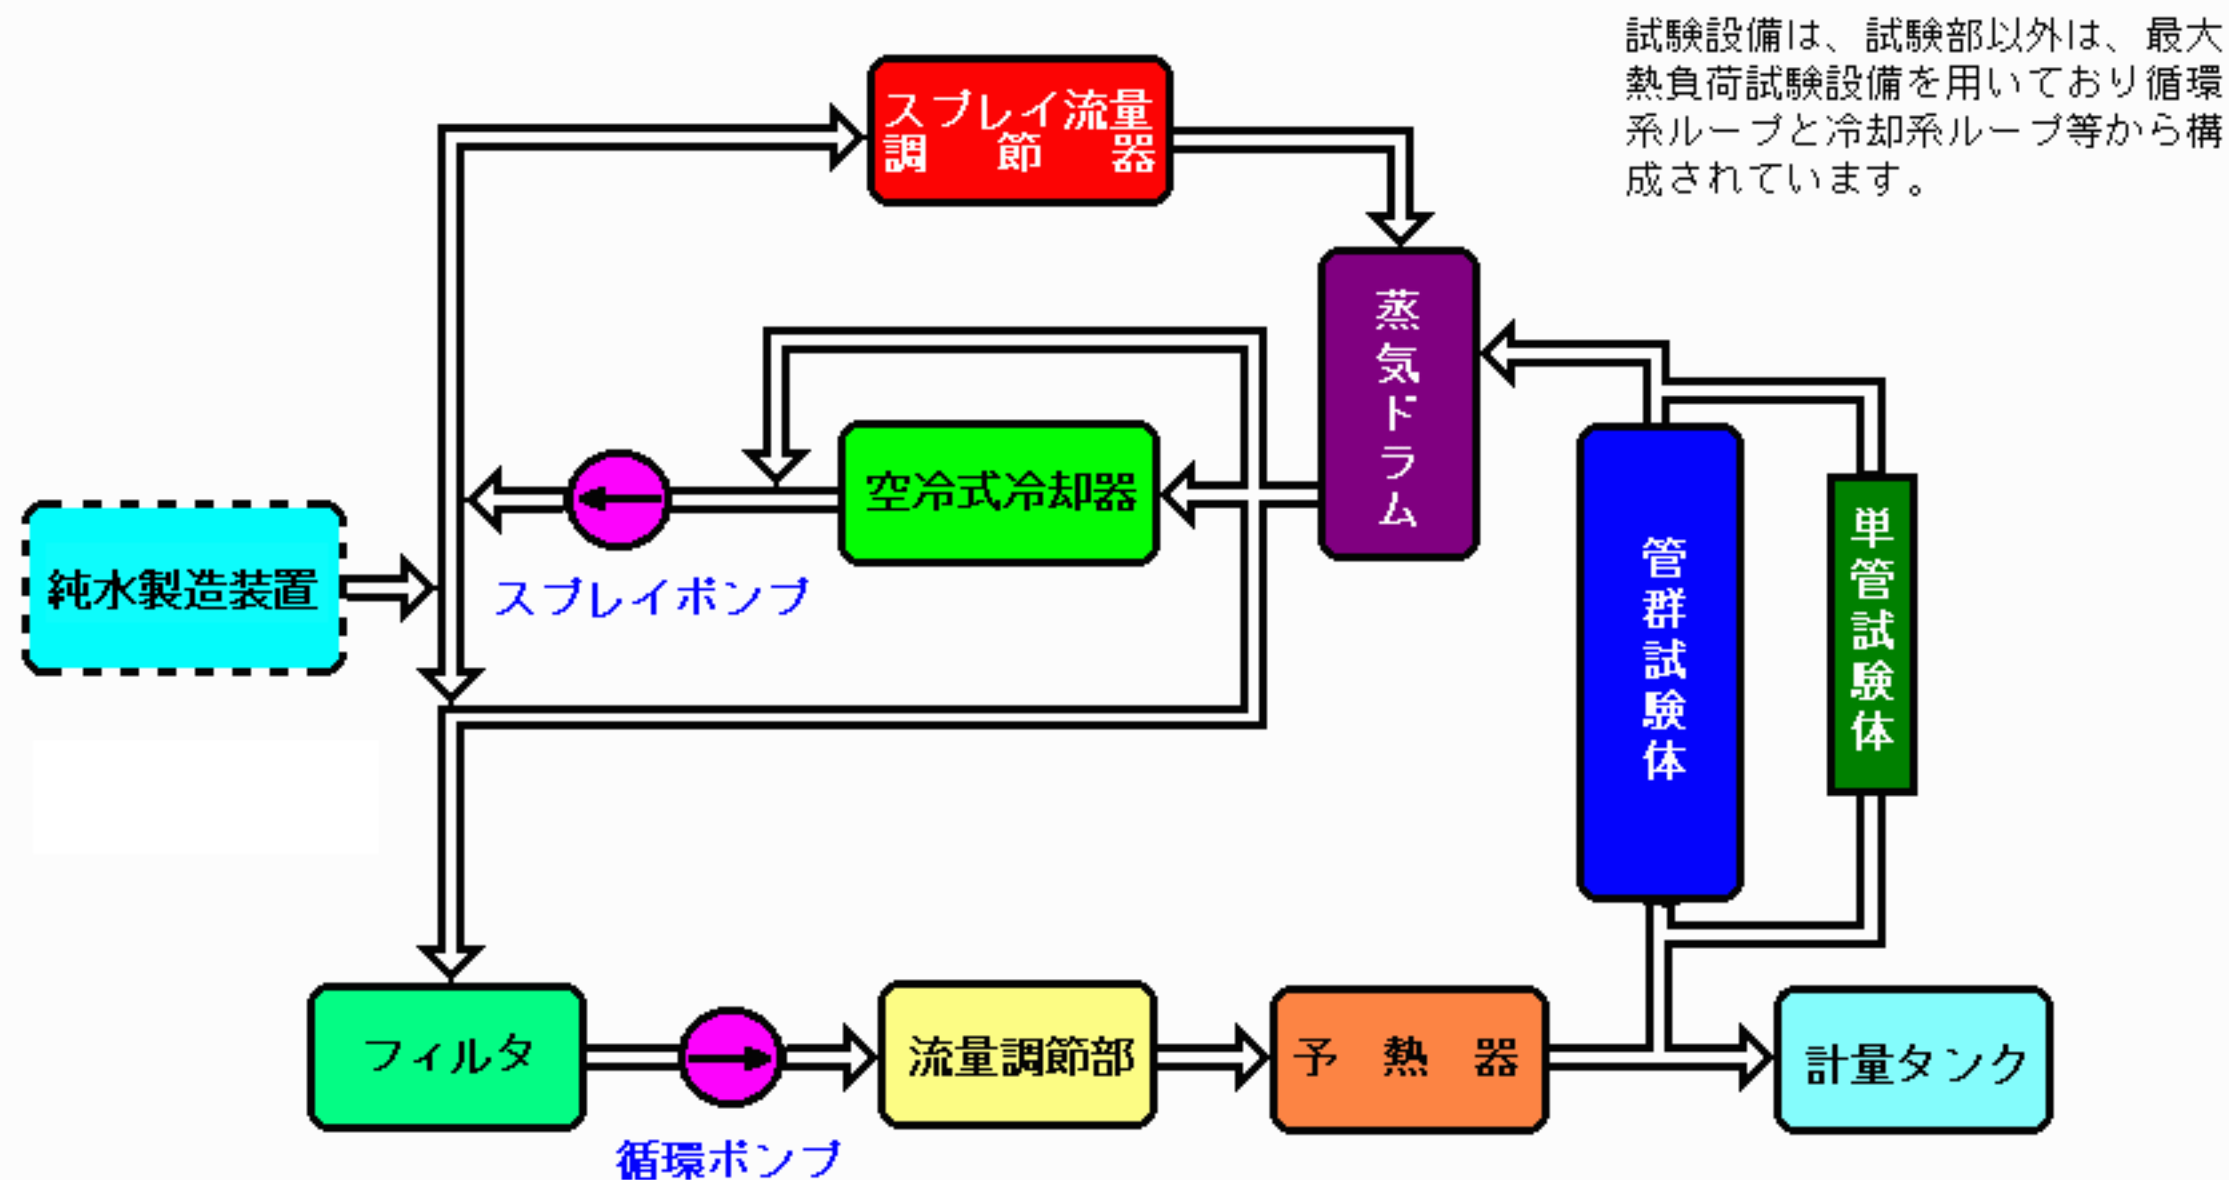 試験設備は、試験部以外は、最大
熱負荷試験設備を用いており循環
系ループと冷却系ループ等から構
成されています。
スプレイ流量
調節器
蒸気ドラム
空冷式冷却器
管群試験体
単管試験体
純水製造装置
スプレイポンプ
フィルタ
流量調節部
予熱器
計量タンク
循環ポンプ